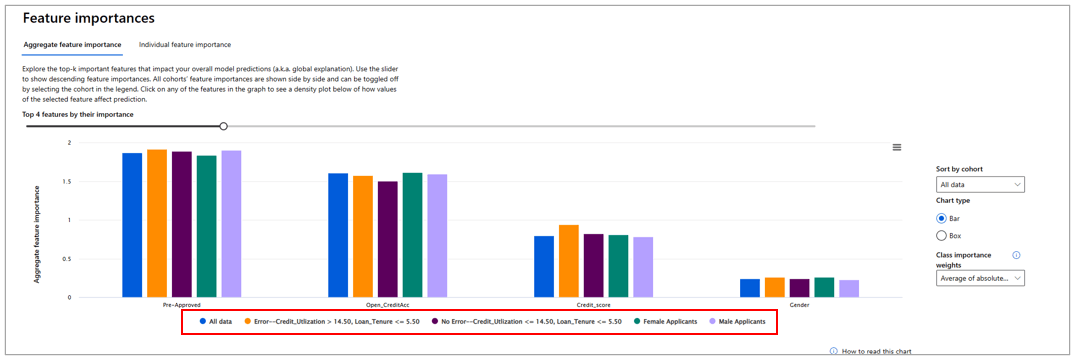 Feature importances
Aggregate feature importance
Individual feature importance
Explore the top-k important features that impact your overall model predictions (a.k.a. global explanation). Use the slider
to show descending feature importances. All cohorts' feature importances are shown side by side and can be toggled off
by selecting the cohort in the legend. Click on any of the features in the graph to see a density plot below of how values
of the selected feature affect prediction.
Top 4 features by their importance
Aggregate feature importance
2
1.5
1
0.5
0
Pre-Approved
Open_CreditAcc
Credit_score
Gender
All data
Error--Credit_Utlization > 14.50, Loan_Tenure <= 5.50
No Error--Credit_Utlization <= 14.50, Loan_Tenure <= 5.50
Female Applicants
Male Applicants
Sort by cohort
All data
Chart type
Bar
Box
Class importance
weights
Average of absolute...
How to read this chart